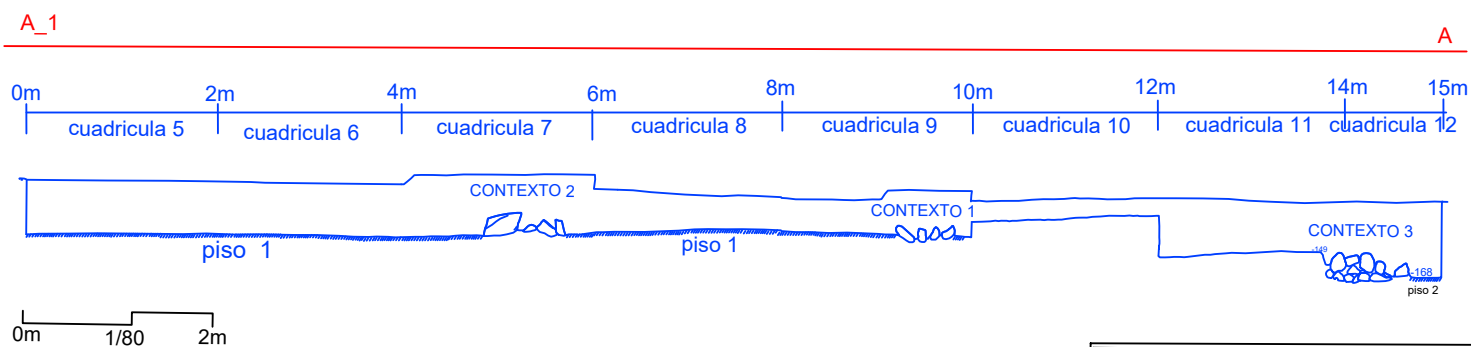 A_1 A
0m 2m 4m 6m 8m 10m 12m 14m 15m
cuadricula 5 cuadricula 6 cuadricula 7 cuadricula 8 cuadricula 9 cuadricula 10 cuadricula 11 cuadricula 12
CONTEXTO 2
CONTEXTO 1
CONTEXTO 3
piso 1 piso 1
-149
-168
piso 2
0m 1/80 2m